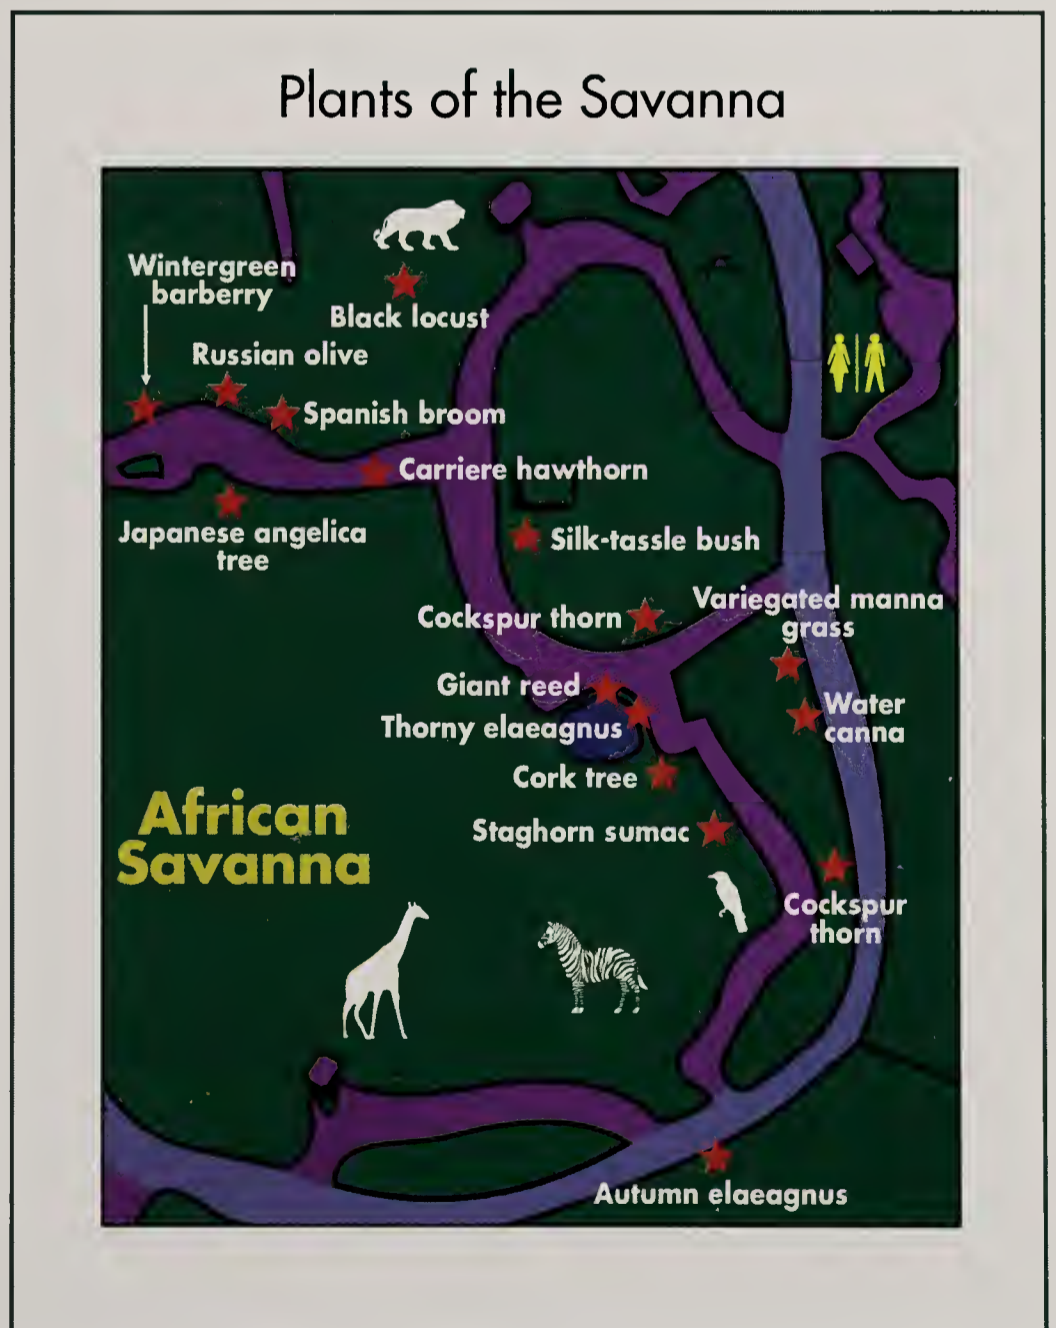 Plants of the Savanna
Wintergreen
barberry
Black locust
Russian olive
Spanish broom
Carriere hawthorn
Japanese angelica
tree
Silk-tassle bush
Cockspur thorn
Variegated manna
grass
Giant reed
Water
canna
Thorny elaeagnus
Cork tree
Staghorn sumac
African
Savanna
Cockspur
thorn
Autumn elaeagnus